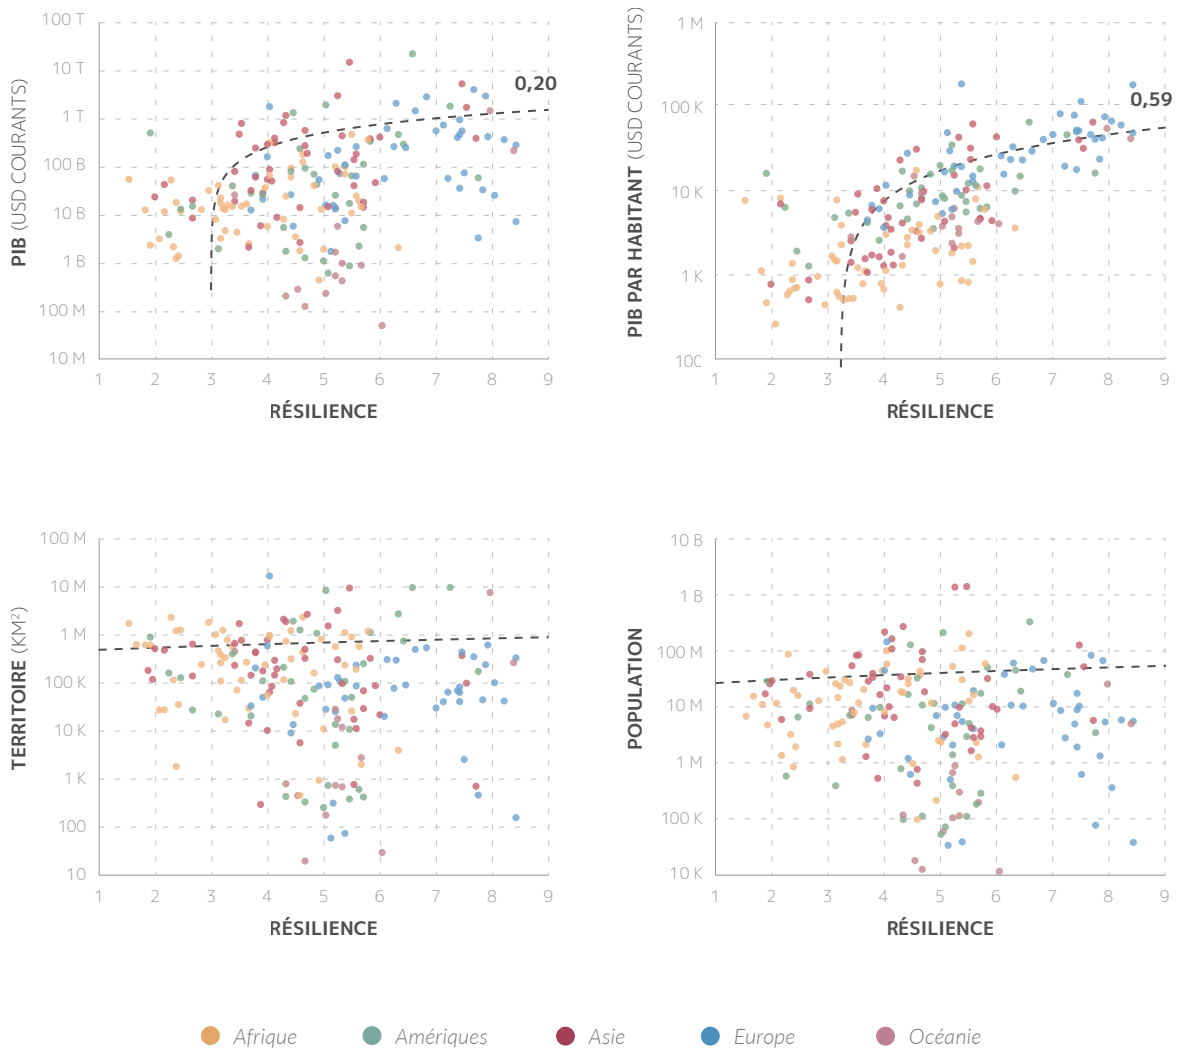 100 T
10 T
1 T
100 B
10 B
1 B
100 M
10 M
PIB (USD COURANTS)
0,20
1 2 3 4 5 6 7 8 9
RÉSILIENCE
1 M
100 K
10 K
1 K
10C
PIB PAR HABITANT (USD COURANTS)
0,59
1 2 3 4 5 6 7 8 9
RÉSILIENCE
100 M
10 M
1 M
100 K
10 K
1 K
100
10
TERRITOIRE (KM²)
1 2 3 4 5 6 7 8 9
RÉSILIENCE
10 B
1 B
100 M
10 M
1 M
100 K
10 K
POPULATION
1 2 3 4 5 6 7 8 9
RÉSILIENCE
Afrique Amériques Asie Europe Océanie